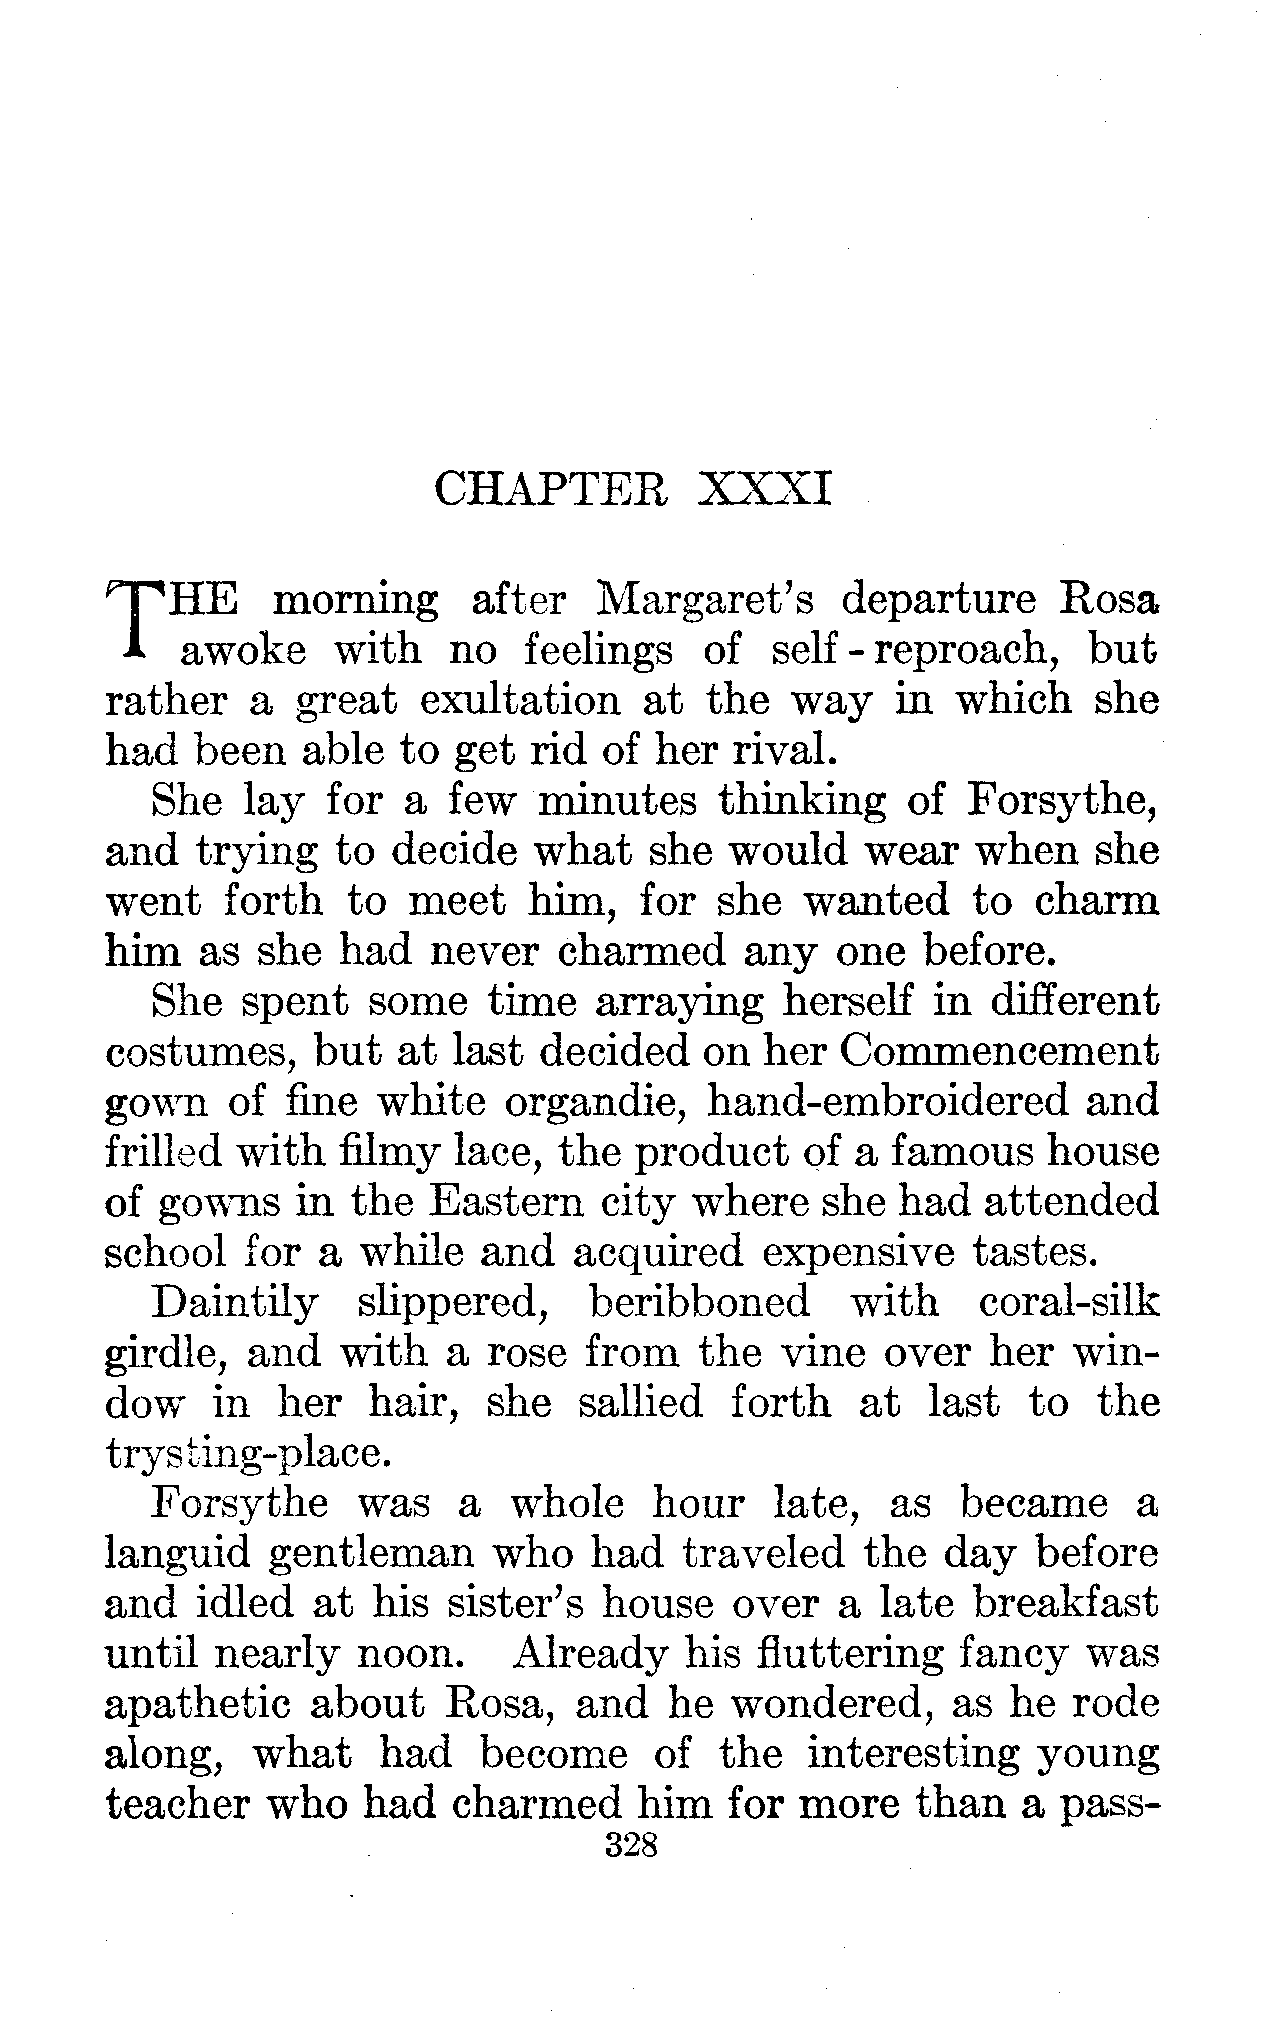 CHAPTER XXXI
THE morning after Margaret's departure Rosa
awoke with no feelings of self-reproach, but
rather a great exultation at the way in which she
had been able to get rid of her rival.
She lay for a few minutes thinking of Forsythe,
and trying to decide what she would wear when she
went forth to meet him, for she wanted to charm
him as she had never charmed any one before.
She spent some time arraying herself in different
costumes, but at last decided on her Commencement
gown of fine white organdie, hand-embroidered and
frilled with filmy lace, the product of a famous house
of gowns in the Eastern city where she had attended
school for a while and acquired expensive tastes.
Daintily slippered, beribboned with coral-silk
girdle, and with a rose from the vine over her win-
dow in her hair, she sallied forth at last to the
trysting-place.
Forsythe was a whole hour late, as became a
languid gentleman who had traveled the day before
and idled at his sister's house over a late breakfast
until nearly noon. Already his fluttering fancy was
apathetic about Rosa, and he wondered, as he rode
along, what had become of the interesting young
teacher who had charmed him for more than a pass-
328